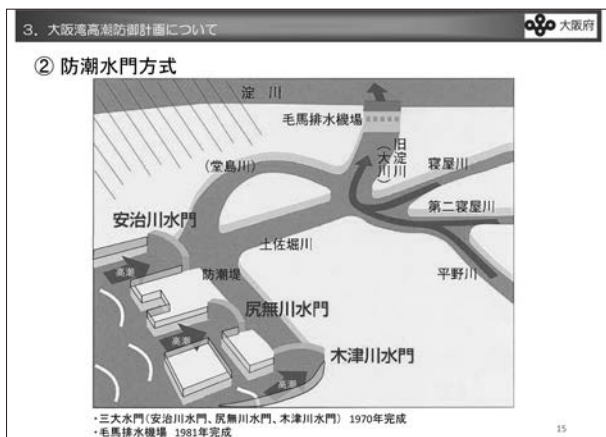 3．大阪湾高潮防御計画について
大阪府
② 防潮水門方式
淀 川
毛馬排水機場
旧淀川
（大川）
（堂島川）
寝屋川
第二寝屋川
安治川水門
土佐堀川
高潮
防潮堤
平野川
尻無川水門
高潮
木津川水門
高潮
・三大水門（安治川水門、尻無川水門、木津川水門） 1970年完成
・毛馬排水機場 1981年完成
15